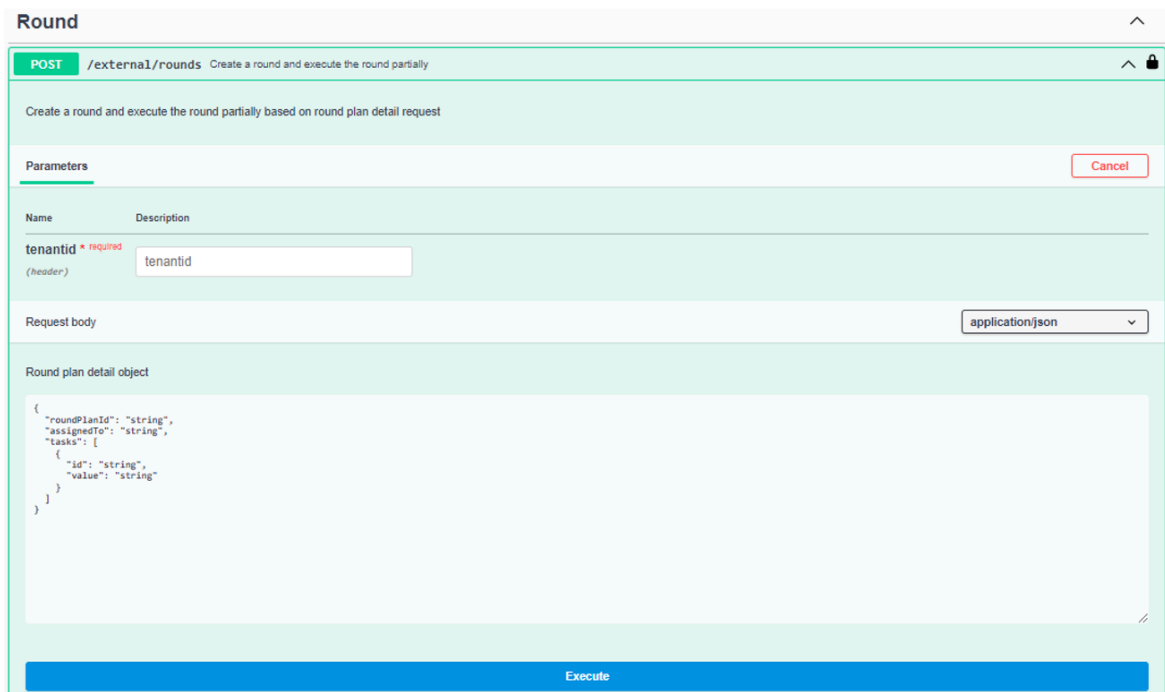 Round
POST /external/rounds Create a round and execute the round partially
Create a round and execute the round partially based on round plan detail request
Parameters
Cancel
Name Description
tenantid * required
(header)
tenantid
Request body
application/json
Round plan detail object
{
"roundPlanId": "string",
"assignedTo": "string",
"tasks": [
{
"id": "string",
"value": "string"
}
]
}
Execute